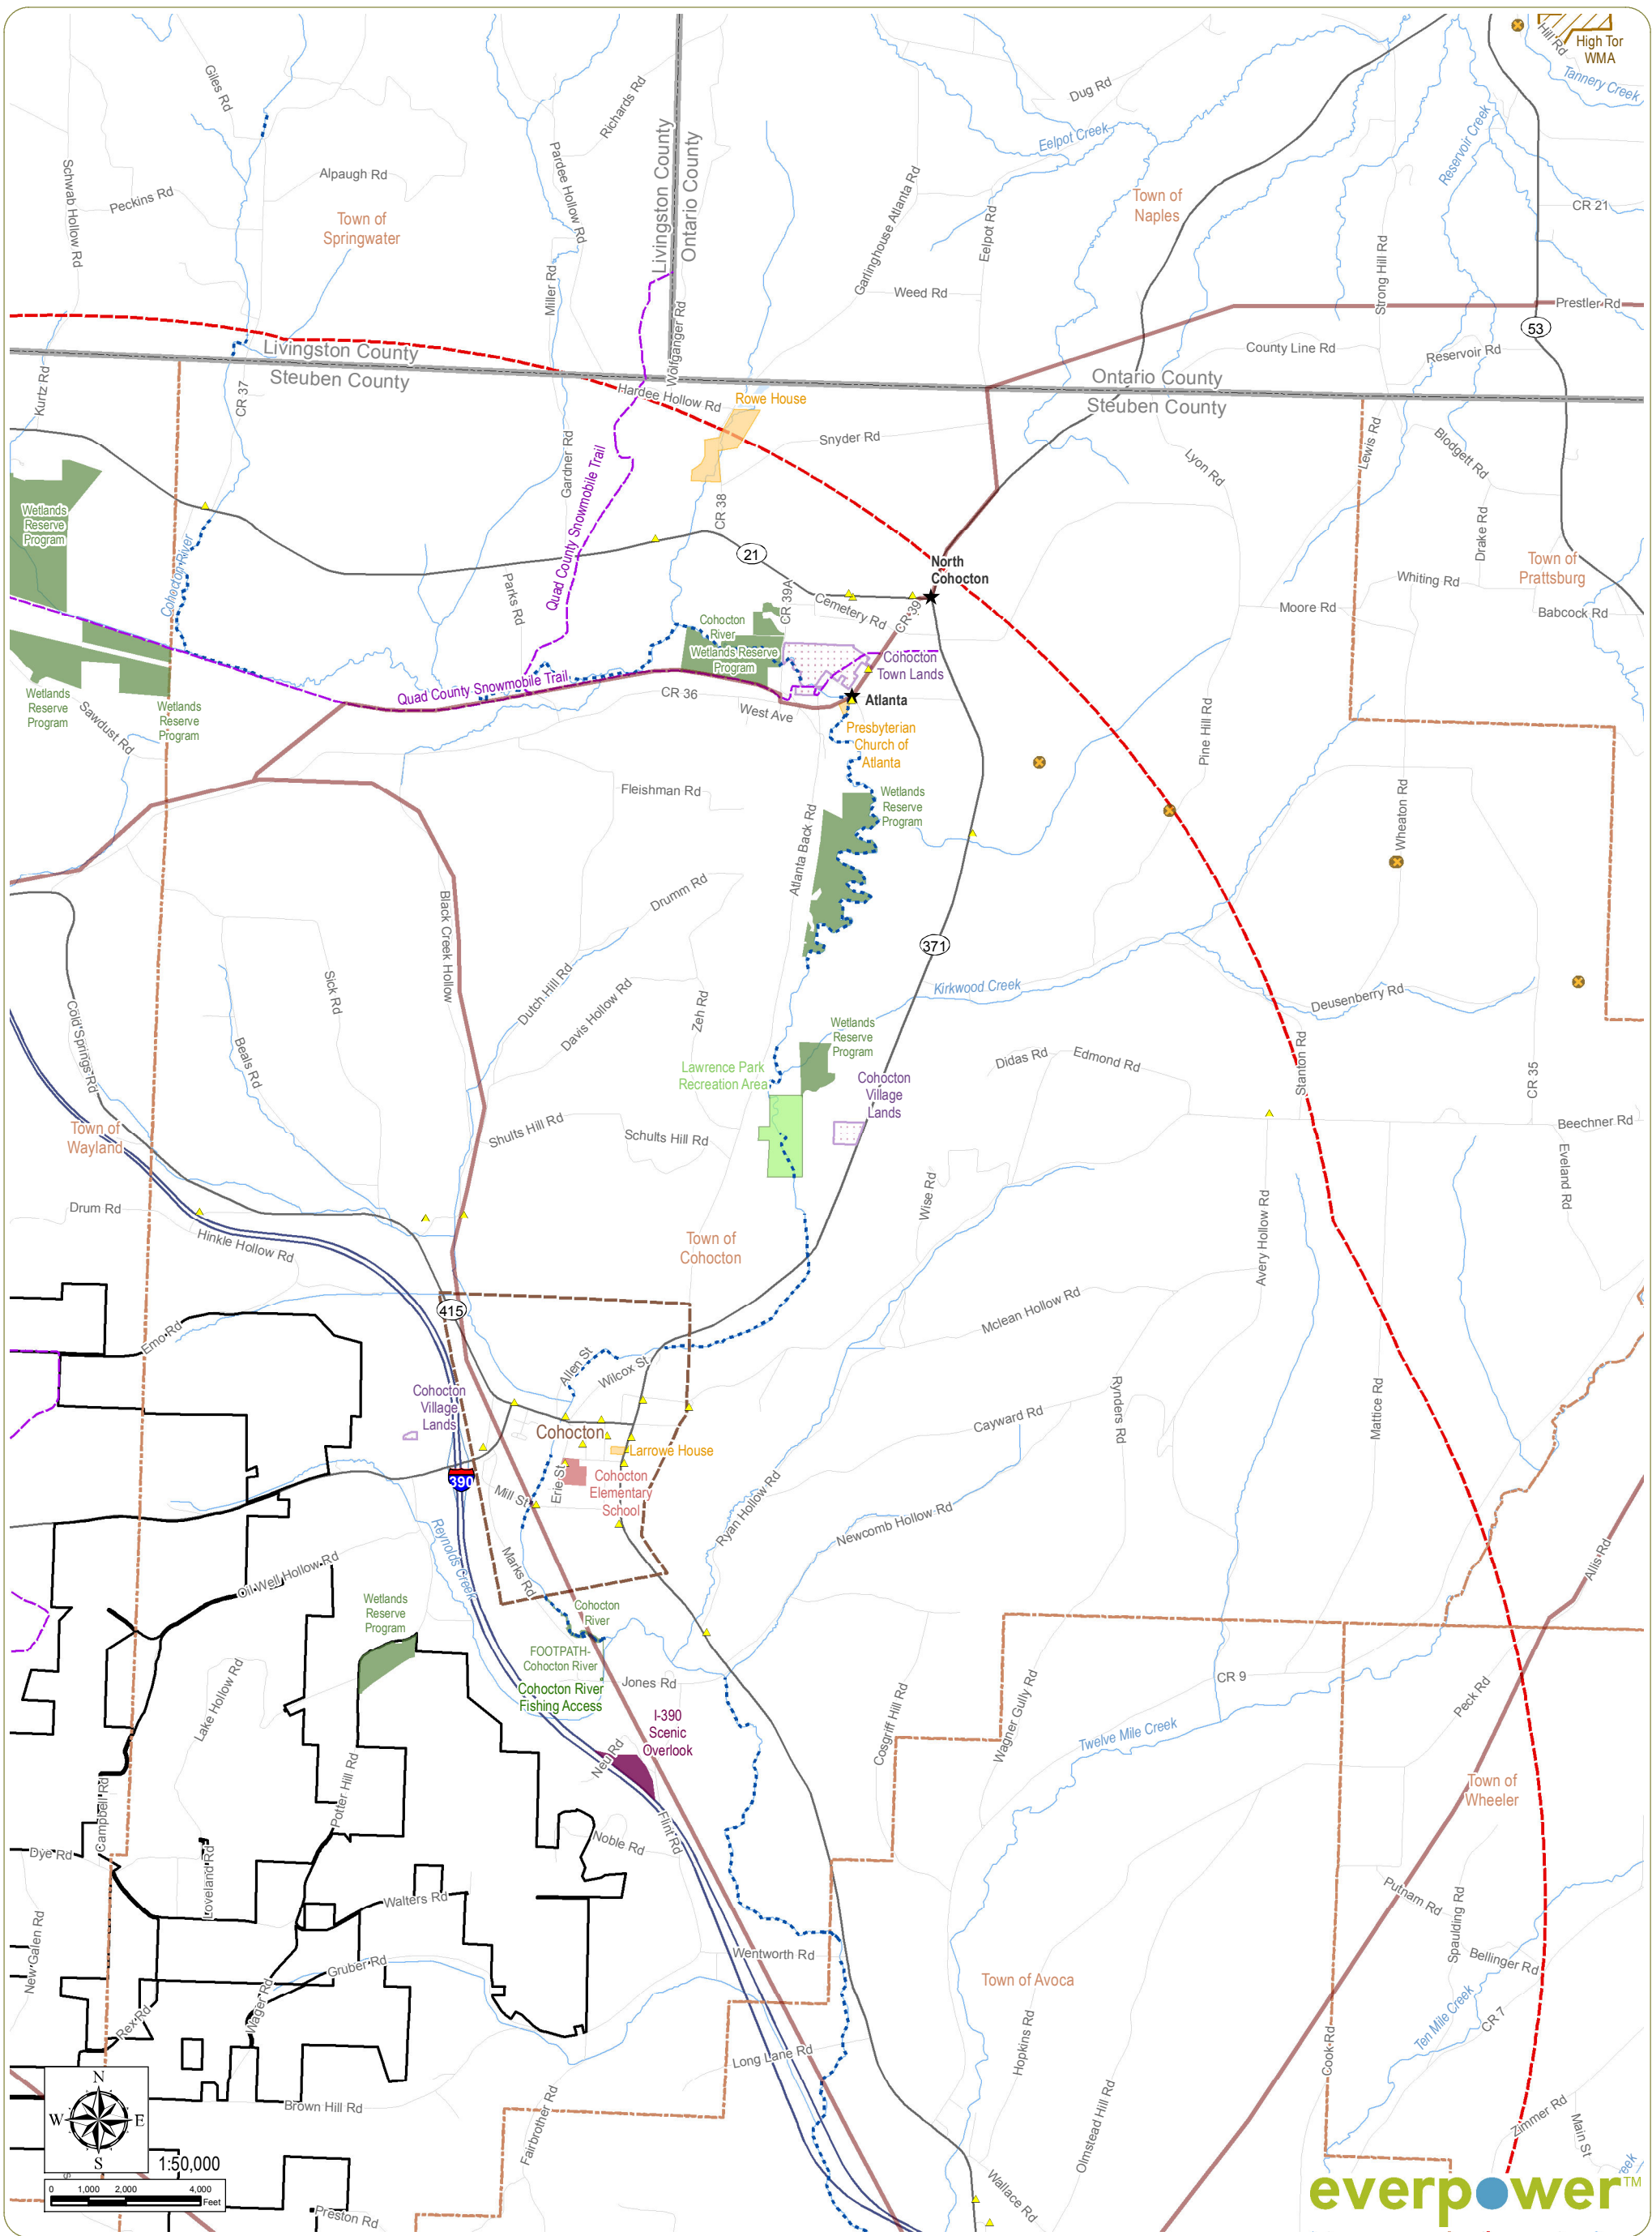 High Tor
WMA
Hill Rd
Tannery Creek
Giles Rd
Richards Rd
Dug Rd
Eelpot Creek
Reservoir Creek
Livingston County
Ontario County
Schwab Hollow Rd
Peckins Rd
Alpaugh Rd
Pardee Hollow Rd
Garlinghouse Atlanta Rd
Town of
Springwater
Town of
Naples
CR 21
Eelpot Rd
Strong Hill Rd
Miller Rd
Weed Rd
Prestler Rd
53
Wolfanger Rd
Livingston County
Steuben County
County Line Rd
Reservoir Rd
Ontario County
Steuben County
Kurtz Rd
CR 37
Hardee Hollow Rd
Rowe House
Snyder Rd
Lyon Rd
Lewis Rd
Blodgett Rd
Gardner Rd
Quad County Snowmobile Trail
CR 38
Wetlands
Reserve
Program
Drake Rd
21
North
Cohocton
Town of
Prattsburg
Cohocton River
Parks Rd
CR 39A
Cemetery Rd
CR 39
Whiting Rd
Moore Rd
Babcock Rd
Cohocton
River
Wetlands Reserve
Program
Cohocton
Town Lands
Quad County Snowmobile Trail
CR 36
West Ave
Atlanta
Wetlands
Reserve
Program
Sawdust Rd
Wetlands
Reserve
Program
Presbyterian
Church of
Atlanta
Pine Hill Rd
Fleishman Rd
Wetlands
Reserve
Program
Atlanta Back Rd
Wheaton Rd
Drumm Rd
Black Creek Hollow
371
Sick Rd
Dutch Hill Rd
Davis Hollow Rd
Zeh Rd
Kirkwood Creek
Deusenberry Rd
Cold Springs Rd
Beals Rd
Wetlands
Reserve
Program
Stanton Rd
Didas Rd
Edmond Rd
CR 35
Lawrence Park
Recreation Area
Cohocton
Village
Lands
Town of
Wayland
Shults Hill Rd
Schults Hill Rd
Beechner Rd
Eveland Rd
Drum Rd
Hinkle Hollow Rd
Wise Rd
Avery Hollow Rd
Town of
Cohocton
415
Emo Rd
Mclean Hollow Rd
Allen St
Wilcox St
Cohocton
Village
Lands
Rynders Rd
Mattice Rd
Cohocton
Cayward Rd
Larrowe House
390
Erie St
Cohocton
Elementary
School
Mill St
Ryan Hollow Rd
Newcomb Hollow Rd
Reynolds Creek
Marks Rd
Oil Well Hollow Rd
Allis Rd
Wetlands
Reserve
Program
Cohocton
River
FOOTPATH-
Cohocton River
Cohocton River
Fishing Access
Jones Rd
CR 9
Lake Hollow Rd
Cosgriff Hill Rd
Wagner Gully Rd
Peck Rd
I-390
Scenic
Overlook
Neu Rd
Twelve Mile Creek
Potter Hill Rd
Campbell Rd
Town of
Wheeler
Flint Rd
Noble Rd
Dye Rd
Loveland Rd
Walters Rd
Putnam Rd
Spaulding Rd
New Galen Rd
Wentworth Rd
Bellinger Rd
Gruber Rd
Town of Avoca
Rex Rd
Wager Rd
Ten Mile Creek
CR 7
Hopkins Rd
Cook Rd
Long Lane Rd
Brown Hill Rd
Fairbrother Rd
Olmstead Hill Rd
Zimmer Rd
Main St
N
W
E
S
1:50,000
0 1,000 2,000 4,000
Feet
Preston Rd
Wallace Rd
everpower™